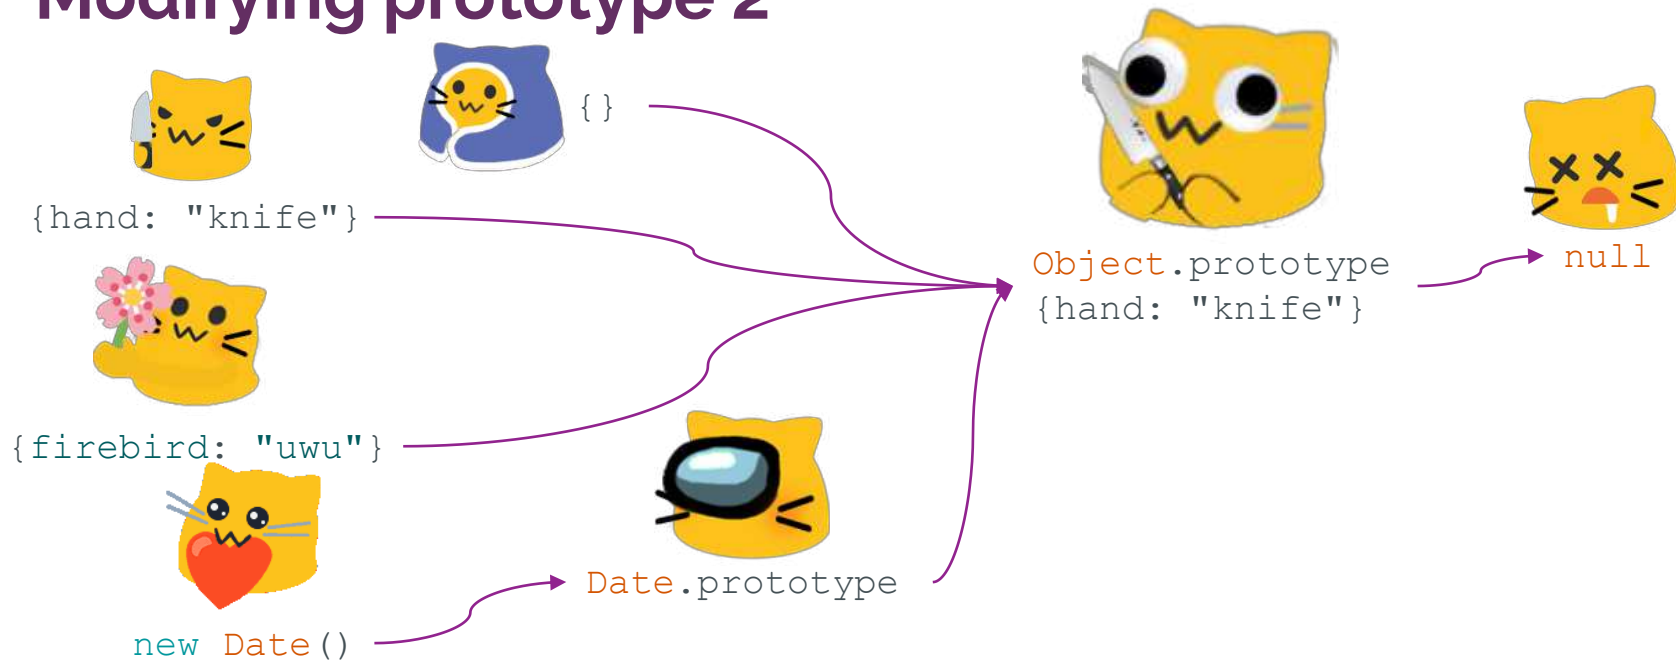 Modifying prototype 2
{}
{hand: "knife"}
Object.prototype
{hand: "knife"}
null
{firebird: "uwu"}
Date.prototype
new Date()